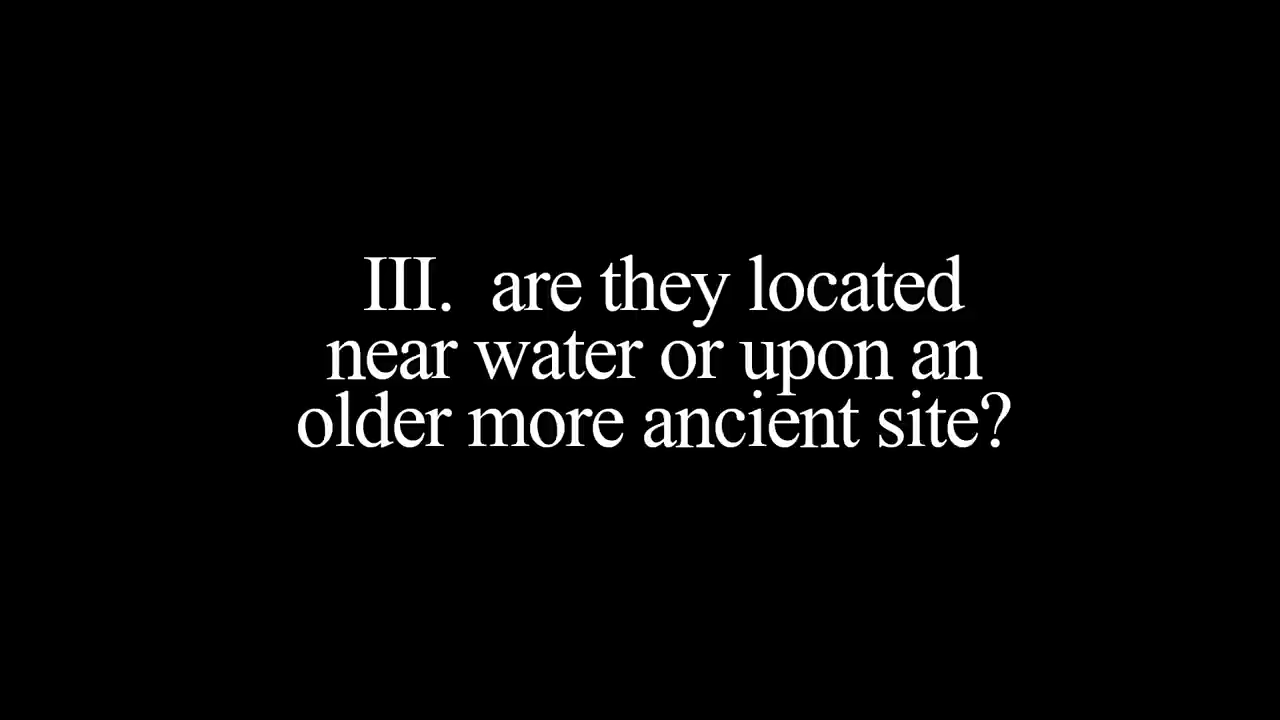 III.  are they located
near water or upon an
older more ancient site?